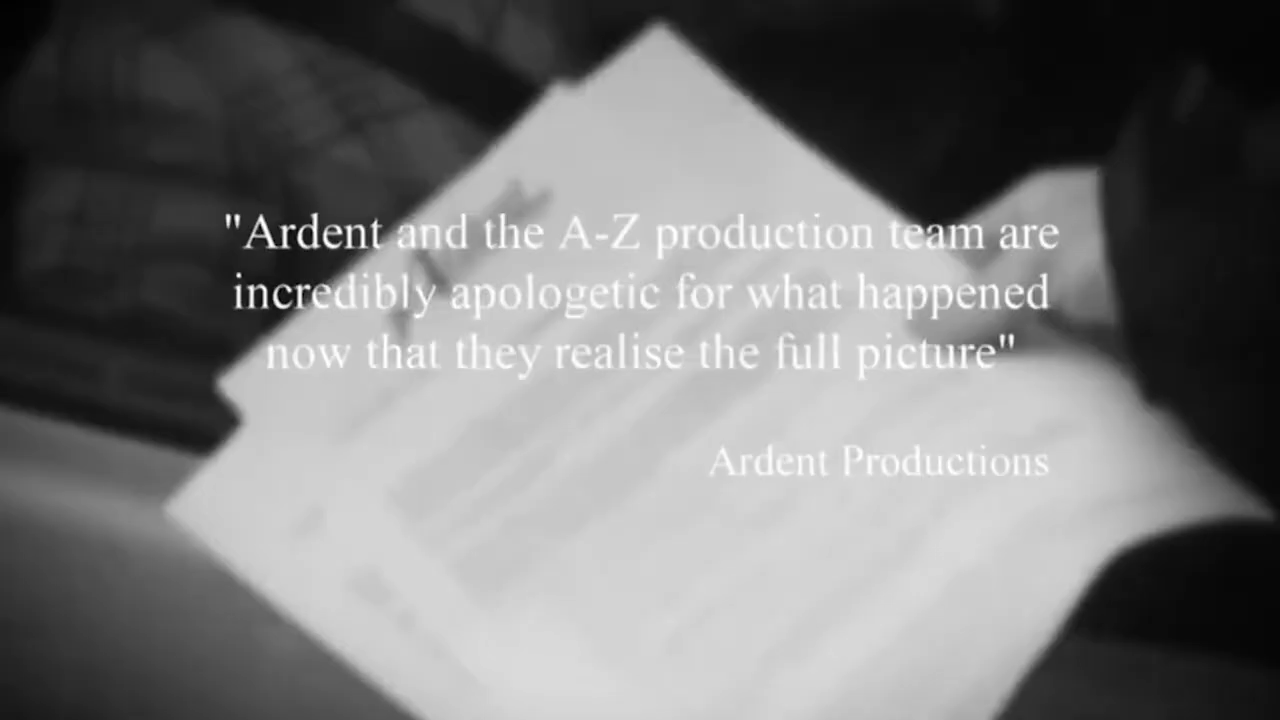 "Ardent and the A-Z production team are
incredibly apologetic for what happened
now that they realise the full picture"
Ardent Productions